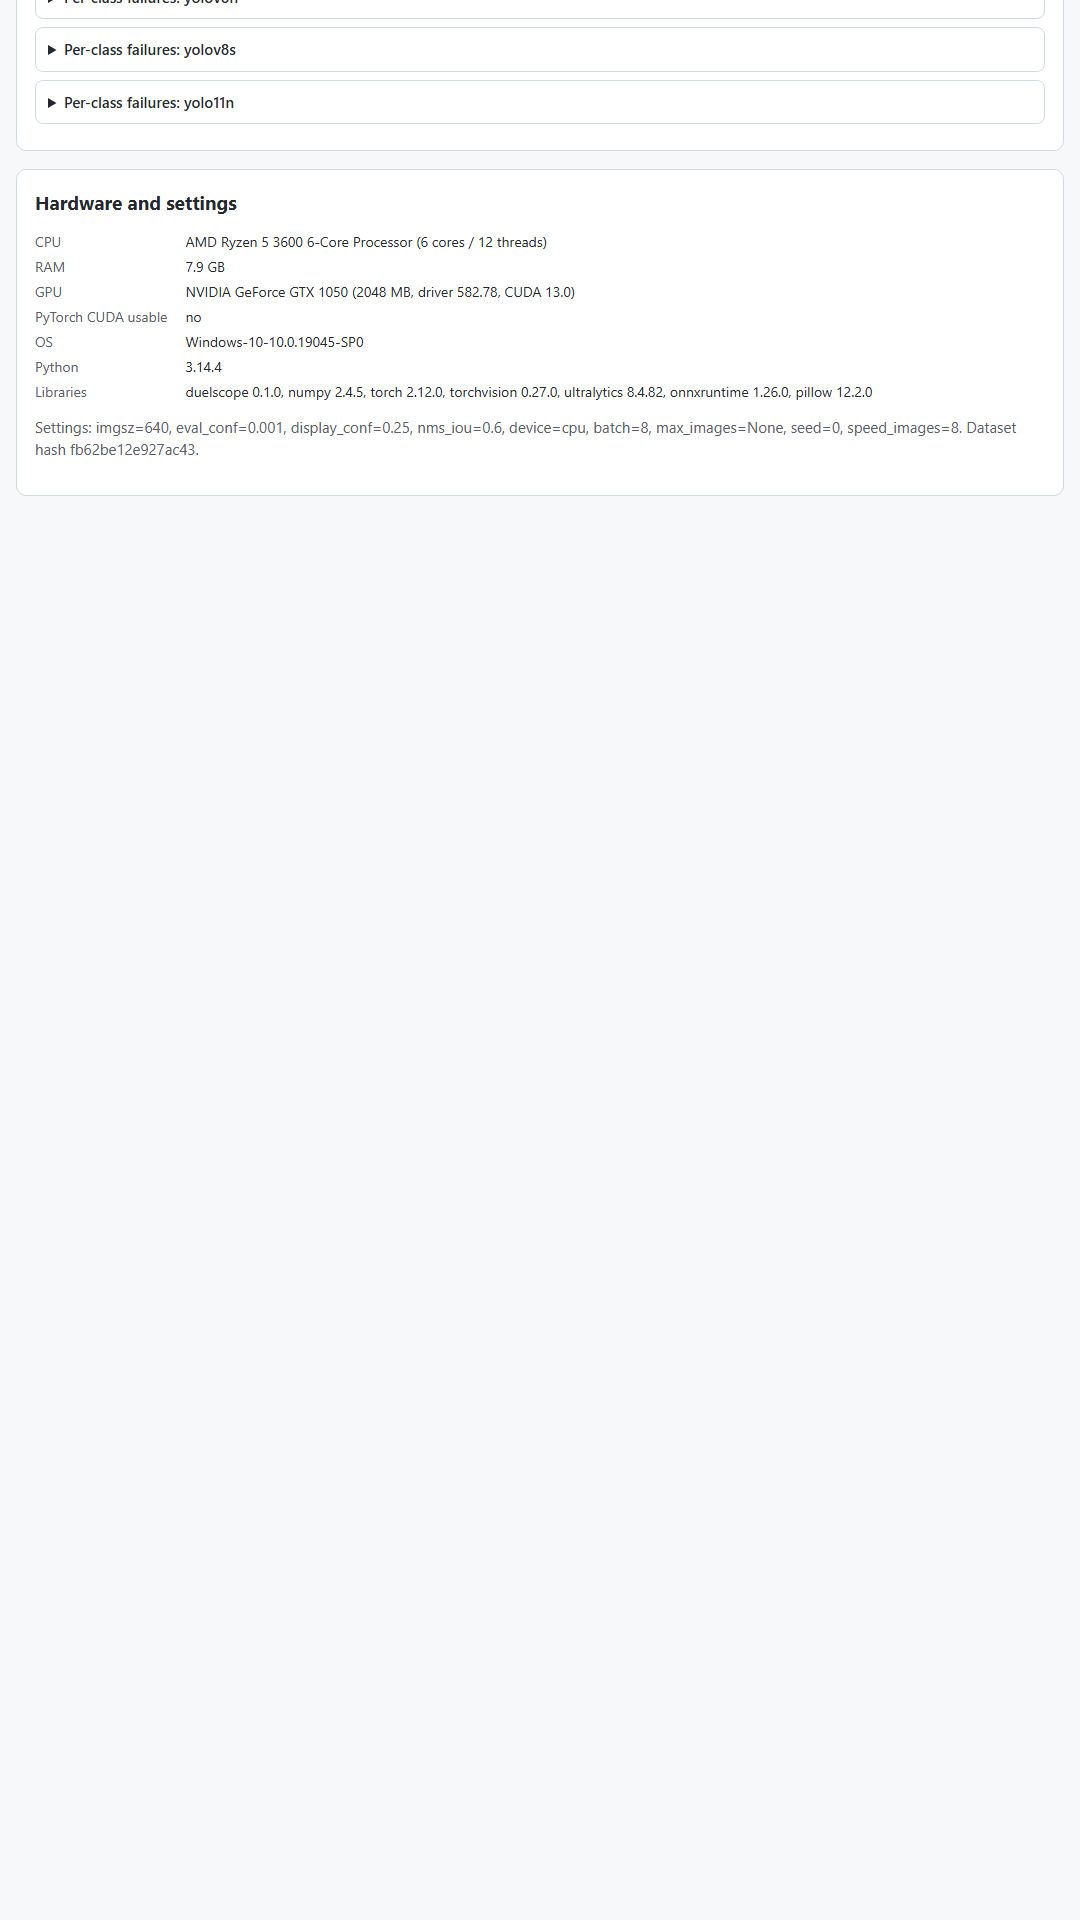 Per-class failures: yolov8n
Per-class failures: yolov8s
Per-class failures: yolo11n
Hardware and settings
CPU AMD Ryzen 5 3600 6-Core Processor (6 cores / 12 threads)
RAM 7.9 GB
GPU NVIDIA GeForce GTX 1050 (2048 MB, driver 582.78, CUDA 13.0)
PyTorch CUDA usable no
OS Windows-10-10.0.19045-SP0
Python 3.14.4
Libraries duelscope 0.1.0, numpy 2.4.5, torch 2.12.0, torchvision 0.27.0, ultralytics 8.4.82, onnxruntime 1.26.0, pillow 12.2.0
Settings: imgsz=640, eval_conf=0.001, display_conf=0.25, nms_iou=0.6, device=cpu, batch=8, max_images=None, seed=0, speed_images=8. Dataset
hash fb62be12e927ac43.